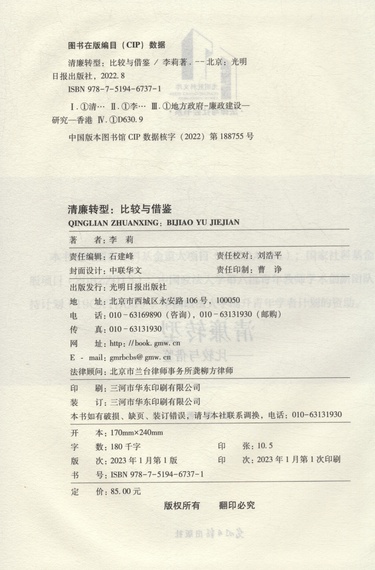 图书在版编目（CIP）数据
清廉转型：比较与借鉴 / 李莉著. -- 北京：光明
日报出版社, 2022.8
ISBN 978-7-5194-6737-1
Ⅰ.①清… Ⅱ.①李… Ⅲ.①地方政府-廉政建设—
研究—香港 Ⅳ.①D630.9
中国版本图书馆 CIP 数据核字（2022）第 188755 号
清廉转型：比较与借鉴
QINGLIAN ZHUANXING：BIJIAO YU JIEJIAN
著 者：李 莉
责任编辑：石建峰 责任校对：刘浩平
封面设计：中联华文 责任印制：曹 诤
出版发行：光明日报出版社
地 址：北京市西城区永安路 106 号，100050
电 话：010-63169890（咨询），010-63131930（邮购）
传 真：010-63131930
网 址：http://book.gmw.cn
E - mail：gmrbcbs@gmw.cn
法律顾问：北京市兰台律师事务所龚柳方律师
印 刷：三河市华东印刷有限公司
装 订：三河市华东印刷有限公司
本书如有破损、缺页、装订错误，请与本社联系调换，电话：010-63131930
开 本：170mm×240mm
字 数：180千字 印 张：10.5
版 次：2023 年 1 月第 1 版 印 次：2023 年 1 月第 1 次印刷
书 号：ISBN 978-7-5194-6737-1
定 价：85.00 元
版权所有 翻印必究